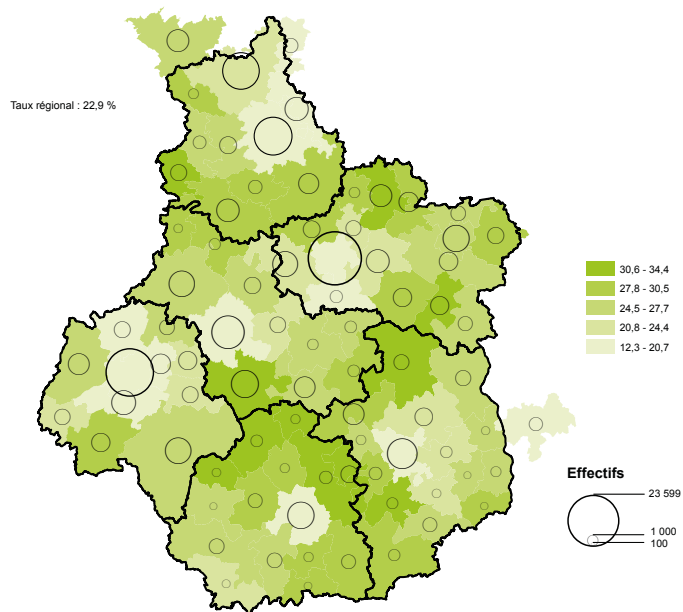 Taux régional : 22,9 %
30,6 - 34,4
27,8 - 30,5
24,5 - 27,7
20,8 - 24,4
12,3 - 20,7
Effectifs
23 599
1 000
100